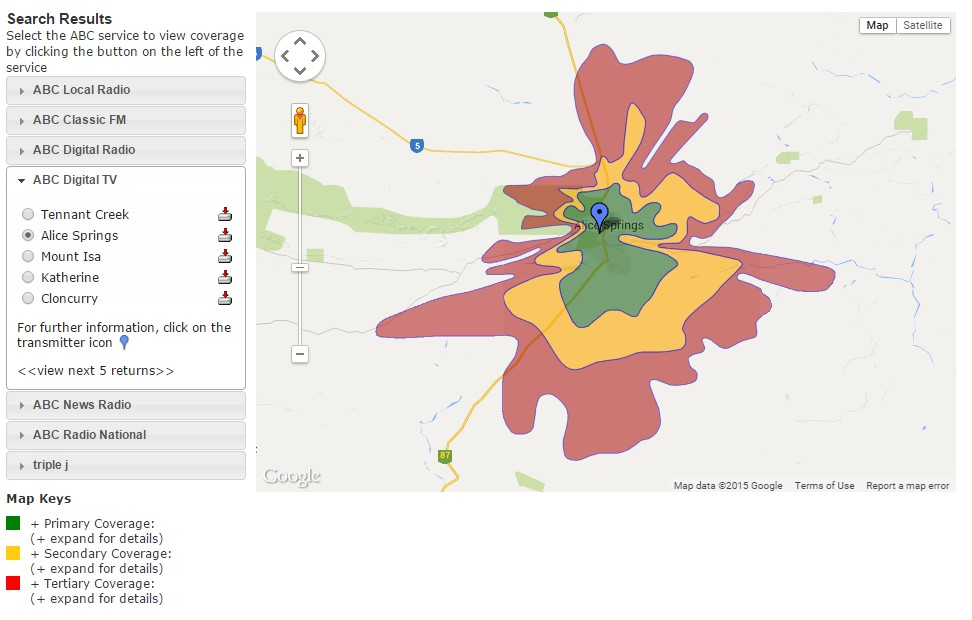 Search Results
Select the ABC service to view coverage
by clicking the button on the left of the
service
ABC Local Radio
ABC Classic FM
ABC Digital Radio
ABC Digital TV
Tennant Creek
Alice Springs
Mount Isa
Katherine
Cloncurry
For further information, click on the
transmitter icon
<<view next 5 returns>>
ABC News Radio
ABC Radio National
triple j
Map Keys
+ Primary Coverage:
(+ expand for details)
+ Secondary Coverage:
(+ expand for details)
+ Tertiary Coverage:
(+ expand for details)
Map Satellite
5
Alice Springs
87
Google
Map data ©2015 Google Terms of Use Report a map error